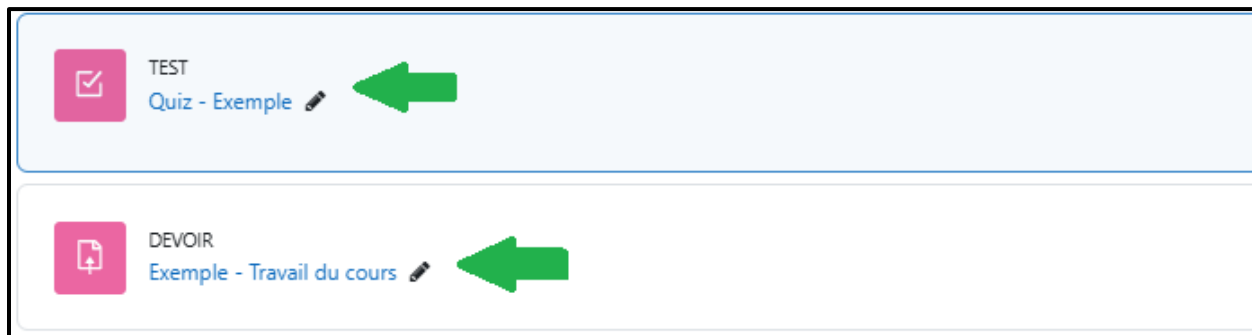 TEST
Quiz - Exemple
DEVOIR
Exemple - Travail du cours